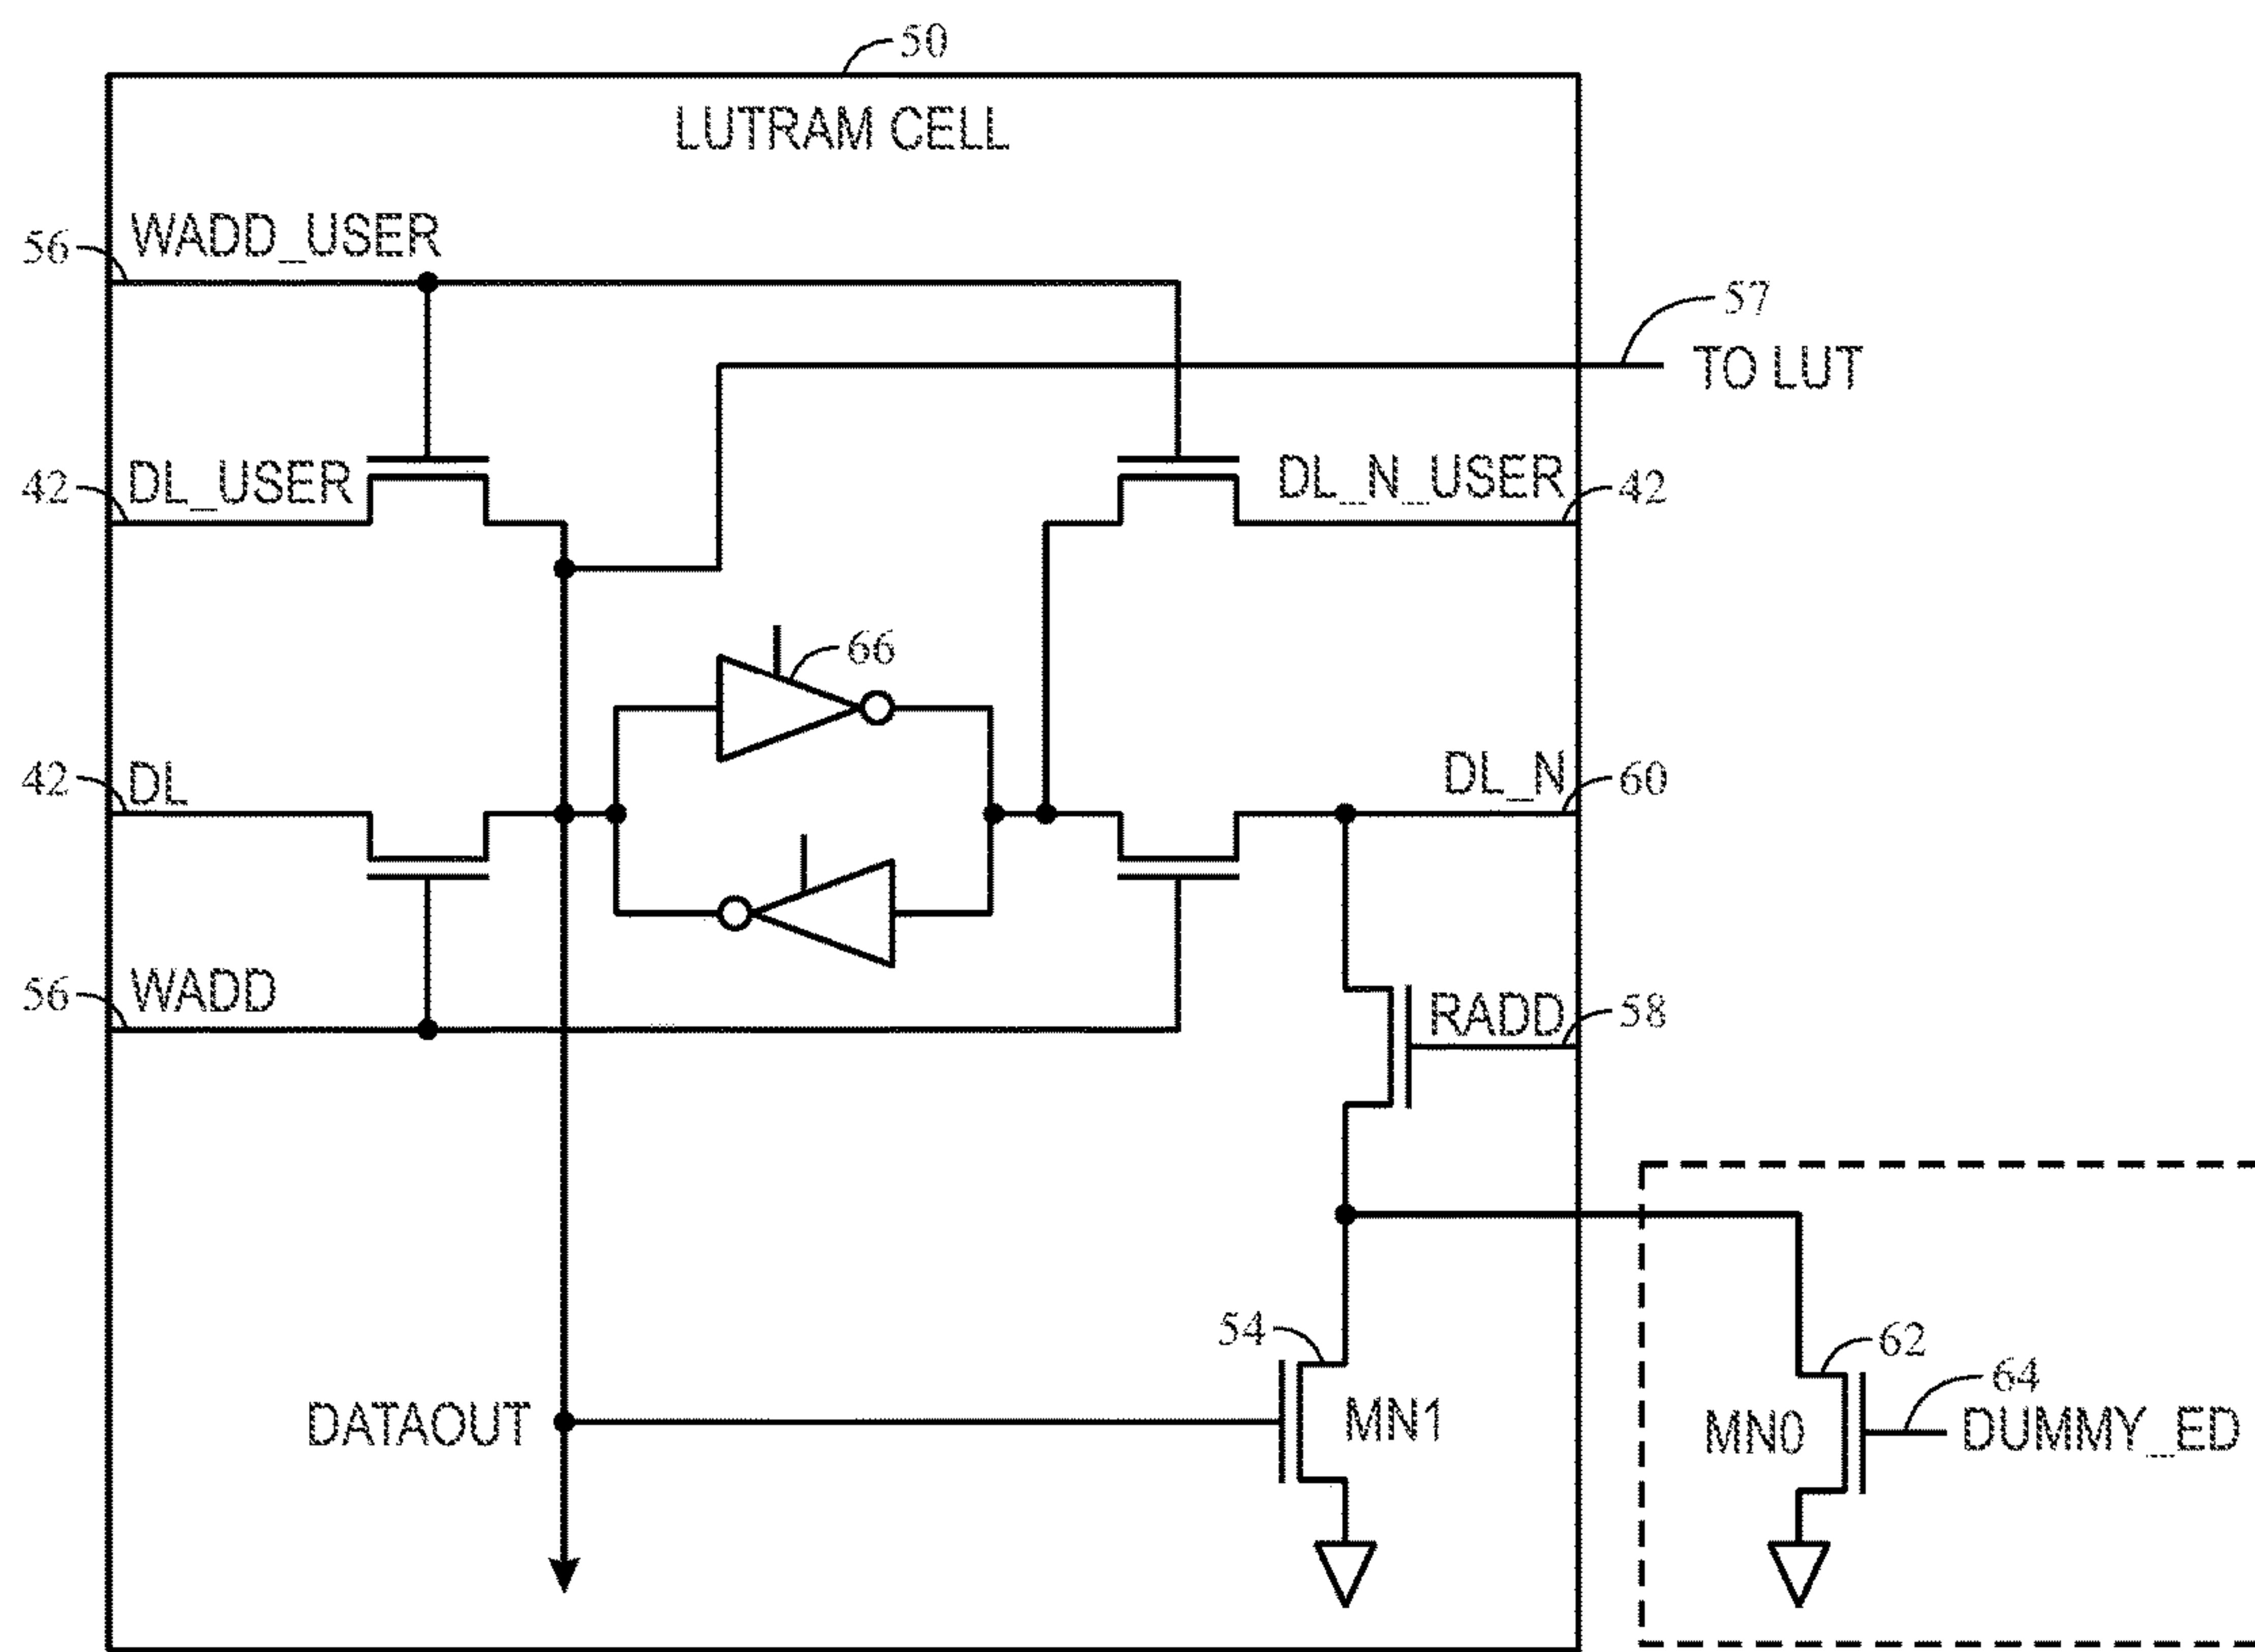 50
LUTRAM CELL
56 WADD_USER
57
TO LUT
42 DL_USER
DL_N_USER 42
66
42 DL
DL_N 60
56 WADD
RADD 58
54
62
64
DATAOUT
MN1
MN0
DUMMY_ED